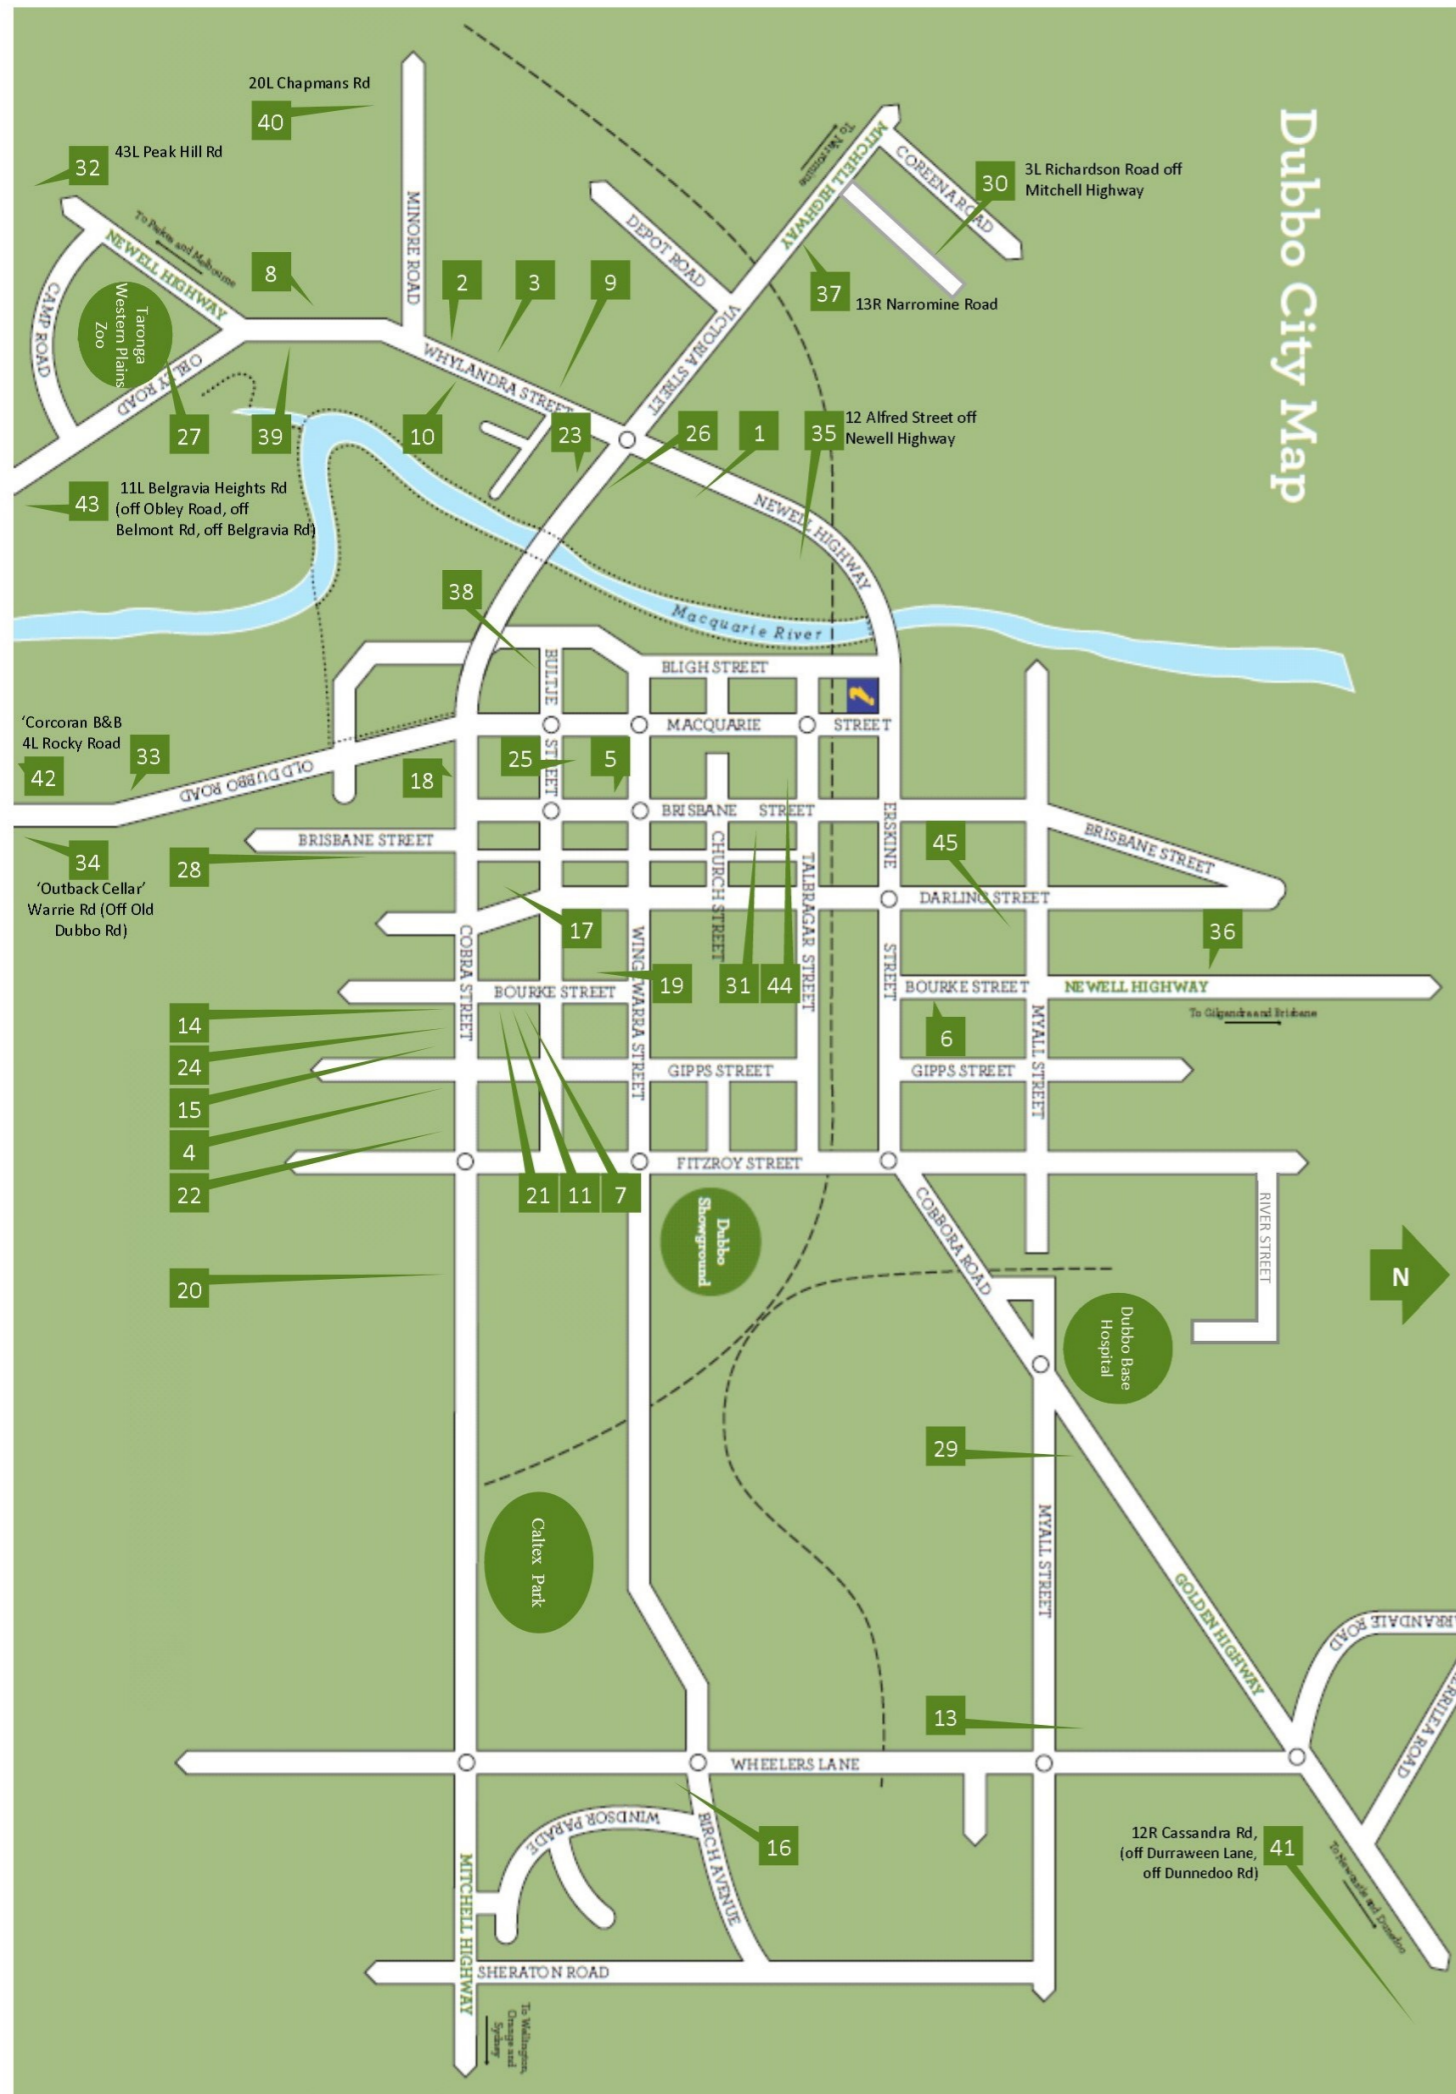 Dubbo City Map
20L Chapmans Rd
40
43L Peak Hill Rd
32
To Parkes and Melbourne
NEWELL HIGHWAY
CAMP ROAD
Taronga
Western Plains
Zoo
OBLEY ROAD
MINORE ROAD
8
2
3
9
WHYLANDRA STREET
27
39
10
23
26
1
35
12 Alfred Street off
Newell Highway
43
11L Belgravia Heights Rd
(off Obley Road, off
Belmont Rd, off Belgravia Rd)
To Narromine
MITCHELL HIGHWAY
COREENA ROAD
30
3L Richardson Road off
Mitchell Highway
DEPOT ROAD
VICTORIA STREET
37
13R Narromine Road
NEWELL HIGHWAY
Macquarie River
38
BULTJE
STREET
BLIGH STREET
MACQUARIE
STREET
'Corcoran B&B
4L Rocky Road
42
33
OLD DUBBO ROAD
18
25
5
BRISBANE
STREET
BRISBANE STREET
28
34
'Outback Cellar'
Warrie Rd (Off Old
Dubbo Rd)
CHURCH STREET
TALBRAGAR STREET
ERSKINE
STREET
45
BRISBANE STREET
DARLING STREET
17
COBRA STREET
WINGEWARRA STREET
19
31
44
36
BOURKE STREET
BOURKE STREET
NEWELL HIGHWAY
To Gilgandra and Brisbane
6
MYALL STREET
14
24
15
4
22
GIPPS STREET
GIPPS STREET
21
11
7
FITZROY STREET
20
Dubbo
Showground
COBBORA ROAD
RIVER STREET
N
Dubbo Base
Hospital
29
Caltex Park
MYALL STREET
GOLDEN HIGHWAY
13
WHEELERS LANE
16
WINDSOR PARADE
BIRCH AVENUE
12R Cassandra Rd,
(off Durraween Lane,
off Dunnedoo Rd)
41
To Newcastle and Dunedoo
ROAD
ROAD
MITCHELL HIGHWAY
SHERATON ROAD
To Wellington,
Orange and
Sydney